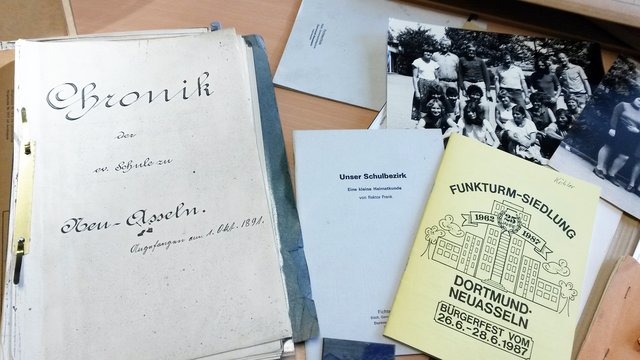 Chronik
der
ev. Schule zu
Neu-Asseln.
Angefangen am 1. Okt. 1891.
Unser Schulbezirk
Eine kleine Heimatkunde
von Rektor Frank.
Köhler
FUNKTURM-SIEDLUNG
1962 25 1987
DORTMUND-
NEUASSELN
BÜRGERFEST VOM
26.6.-28.6.1987